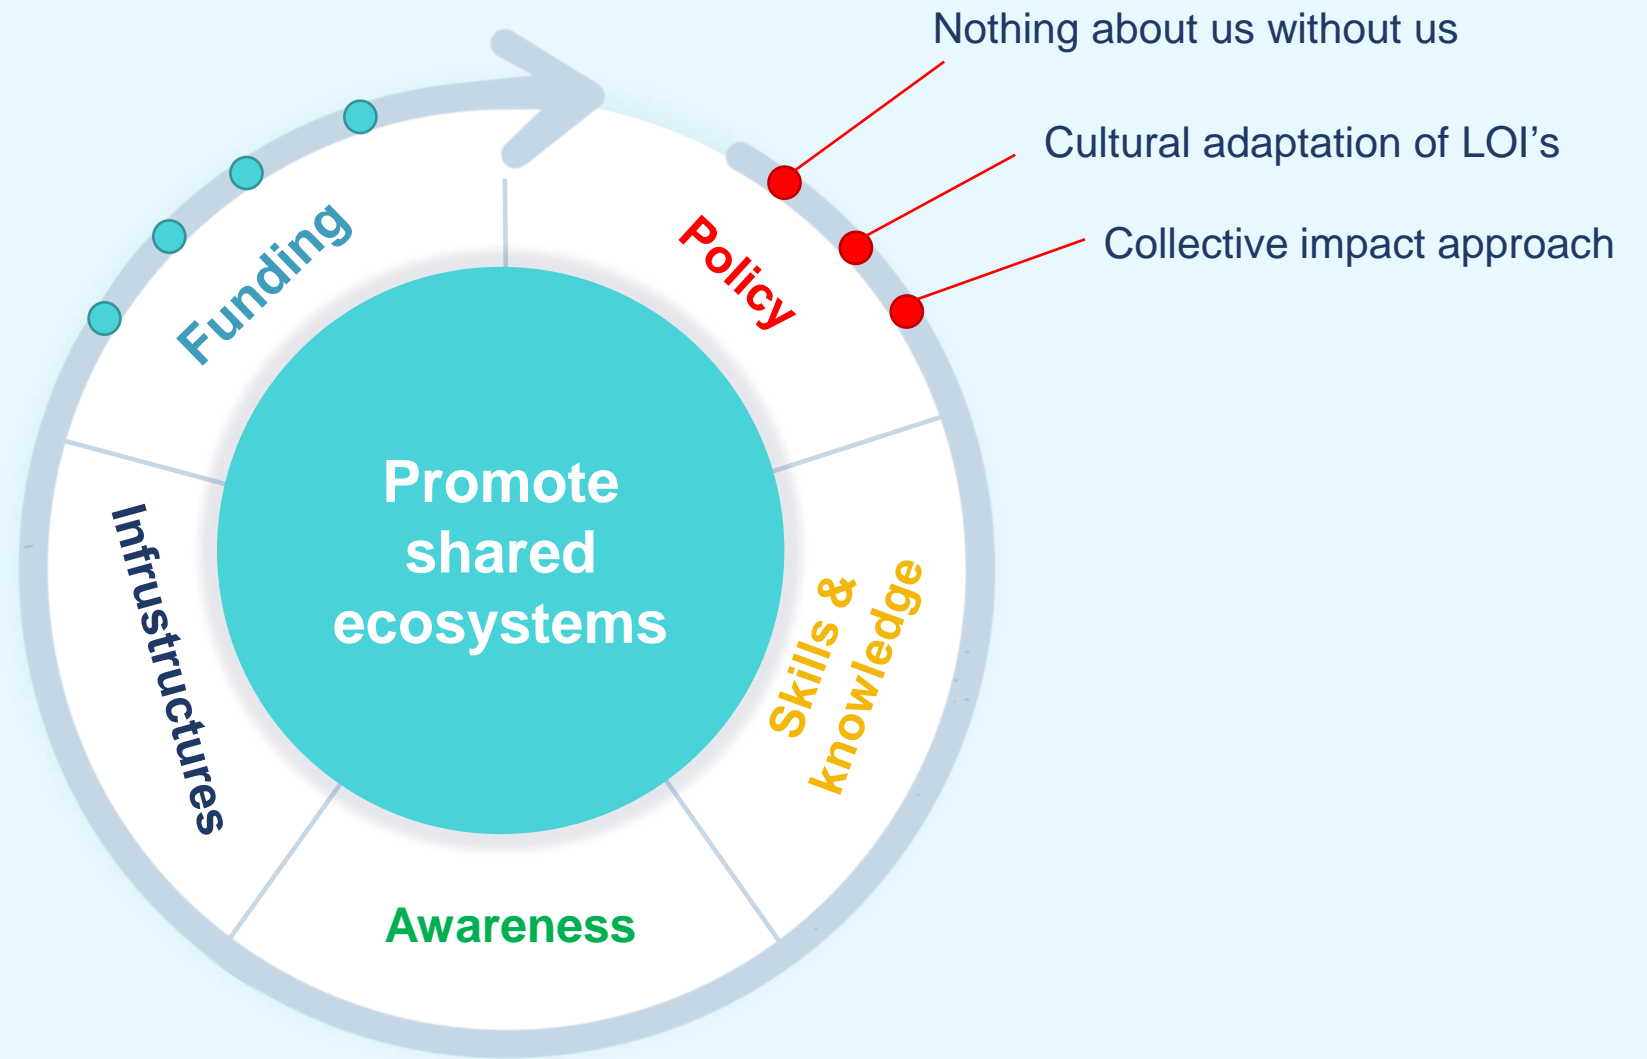 Nothing about us without us
Cultural adaptation of LOI's
Collective impact approach
Funding
Policy
Promote
shared
ecosystems
Infrustructures
Skills &
knowledge
Awareness